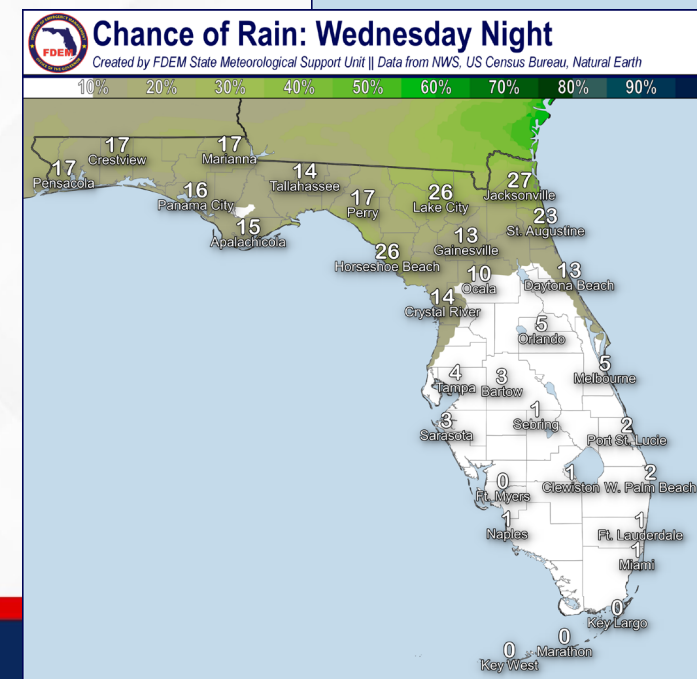 FDEM
Chance of Rain: Wednesday Night
Created by FDEM State Meteorological Support Unit || Data from NWS, US Census Bureau, Natural Earth
10% 20% 30% 40% 50% 60% 70% 80% 90%
17
Crestview
17
Marianna
17
Pensacola
14
Tallahassee
16
Panama City
17
Perry
26
Lake City
27
Jacksonville
15
Apalachicola
23
St. Augustine
13
Gainesville
26
Horseshoe Beach
10
Ocala
13
Daytona Beach
14
Crystal River
5
Orlando
4
Tampa
3
Bartow
5
Melbourne
3
Sarasota
1
Sebring
2
Port St. Lucie
0
Ft. Myers
1
Clewiston
2
W. Palm Beach
1
Naples
1
Ft. Lauderdale
1
Miami
0
Key Largo
0
Marathon
0
Key West